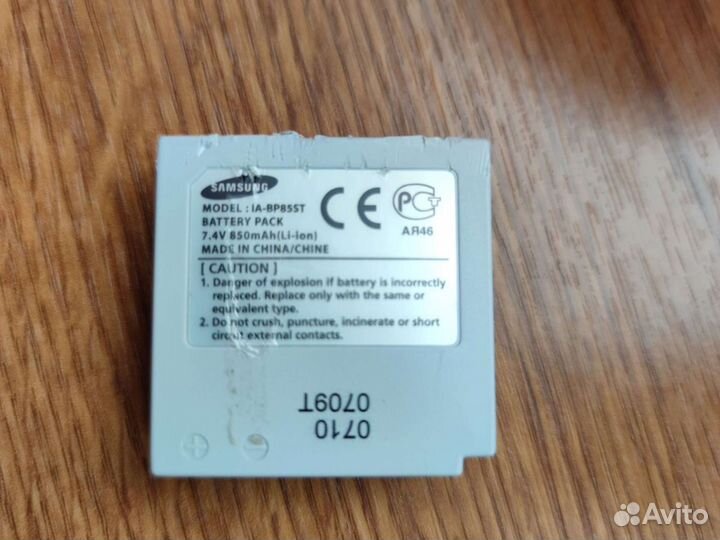 SAMSUNG
MODEL : IA-BP85ST
BATTERY PACK
7.4V 850mAh(Li-ion)
MADE IN CHINA/CHINE
CE
РСТ
АЯ46
[ CAUTION ]
1. Danger of explosion if battery is incorrectly
replaced. Replace only with the same or
equivalent type.
2. Do not crush, puncture, incinerate or short
circuit external contacts.
0710
0709T
+ -
Avito